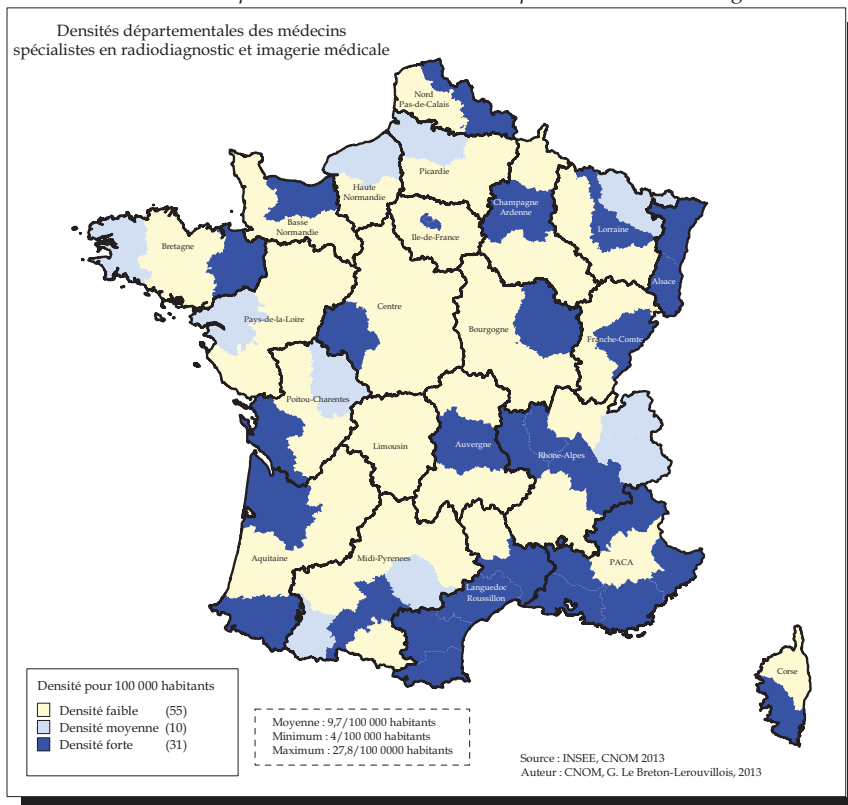 Densités départementales des médecins
spécialistes en radiodiagnostic et imagerie médicale
Nord
Pas-de-Calais
Picardie
Haute
Normandie
Basse
Normandie
Champagne
Ardenne
Lorraine
Ile-de-France
Bretagne
Alsace
Centre
Pays-de-la-Loire
Bourgogne
Franche-Comte
Poitou-Charentes
Limousin
Auvergne
Rhone-Alpes
Aquitaine
Midi-Pyrenees
PACA
Languedoc
Roussillon
Corse
Densité pour 100 000 habitants
Densité faible (55)
Densité moyenne (10)
Densité forte (31)
Moyenne : 9,7/100 000 habitants
Minimum : 4/100 000 habitants
Maximum : 27,8/100 0000 habitants
Source : INSEE, CNOM 2013
Auteur : CNOM, G. Le Breton-Lerouvillois, 2013